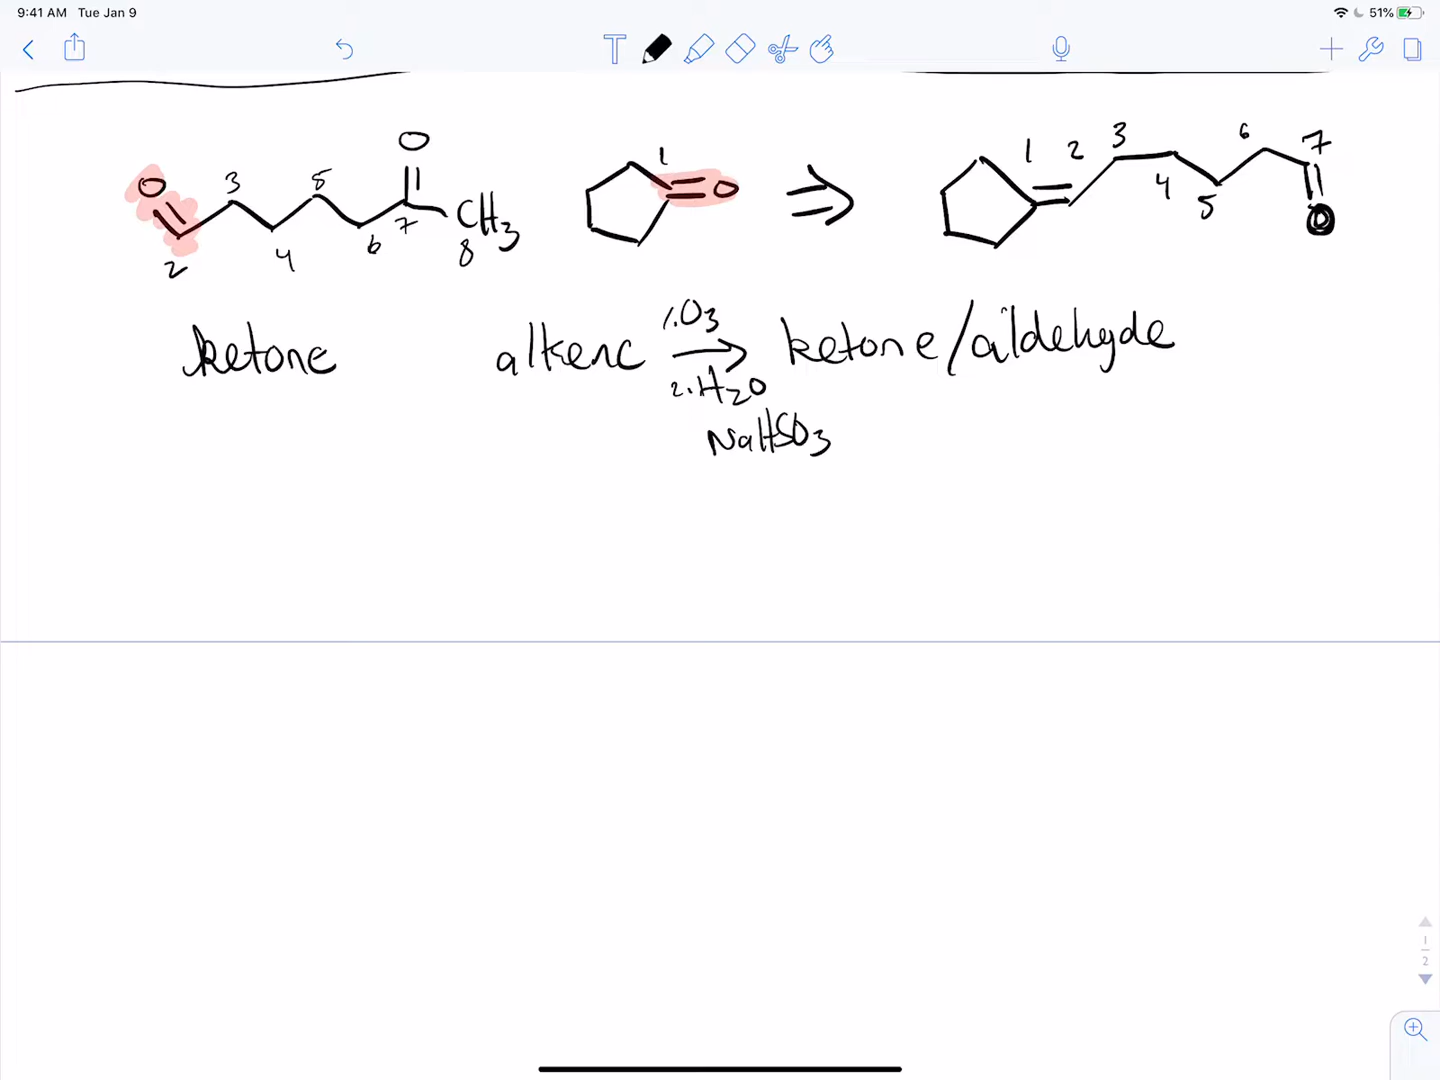 9:41 AM Tue Jan 9
51%
T
O
O
1
O
1 2 3 4 5 6 7
O
2 3 4 5 6 7 8
CH3
ketone
alkene 1.O3 ketone/aldehyde
2.H2O
NaHSO3
1
2